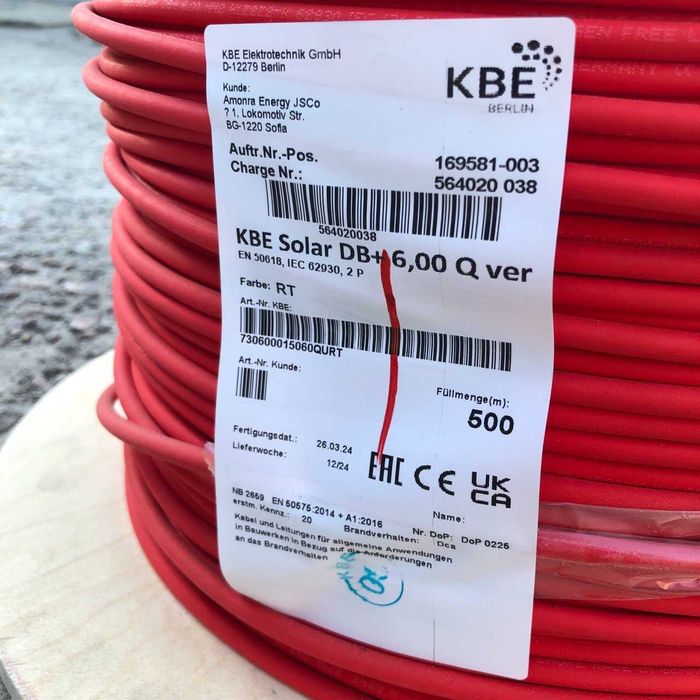 KBE Elektrotechnik GmbH
D-12279 Berlin
KBE
BERLIN
Kunde:
Amonra Energy JSCo
? 1. Lokomotiv Str.
BG-1220 Sofia
Auftr.Nr.-Pos. 169581-003
Charge Nr.: 564020 038
564020038
KBE Solar DB+ 6,00 Q ver
EN 50618, IEC 62930, 2 P
Farbe: RT
Art.-Nr. KBE:
730600015060QURT
Art.-Nr. Kunde:
Füllmenge(m):
500
Fertigungsdat.: 26.03.24
Lieferwoche: 12/24
EAC CE UK
CA
NB 2659 EN 50575:2014 + A1:2016 Name:
erstm. Kennz.: 20 Nr. DoP: DoP 0225
Brandverhalten: Dca
Kabel und Leitungen für allgemeine Anwendungen
in Bauwerken in Bezug auf die Anforderungen
an das Brandverhalten
KBE